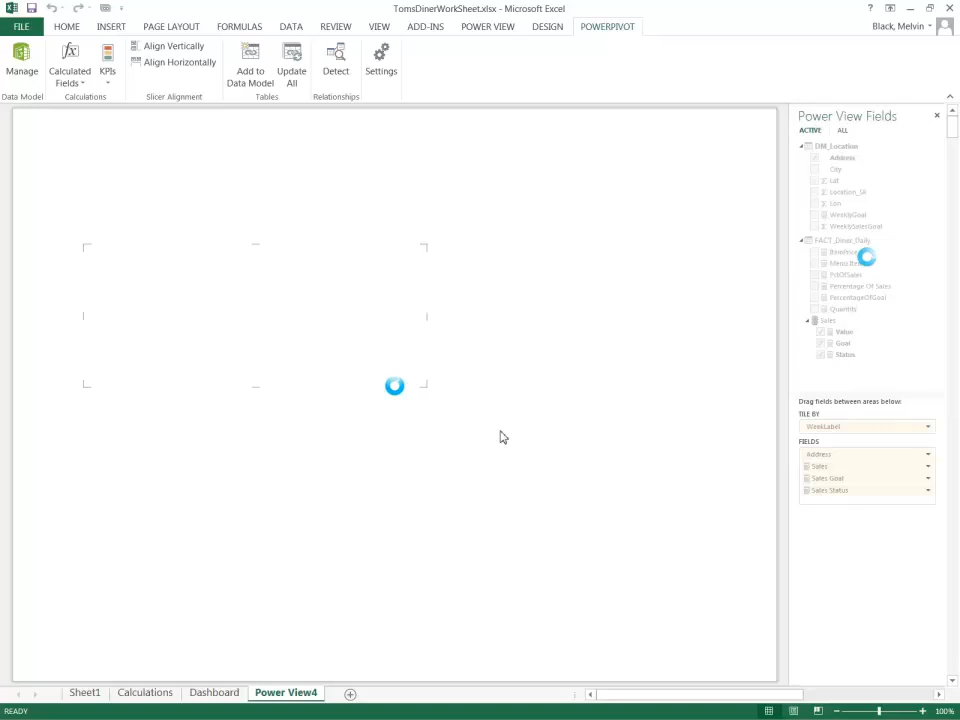 TomsDinerWorkSheet.xlsx - Microsoft Excel
FILE HOME INSERT PAGE LAYOUT FORMULAS DATA REVIEW VIEW ADD-INS POWER VIEW DESIGN POWERPIVOT Black, Melvin
Manage
Calculated Fields
KPIs
Align Vertically
Align Horizontally
Add to Data Model
Update All
Detect
Settings
Data Model Calculations Slicer Alignment Tables Relationships
Power View Fields
ACTIVE ALL
DM_Location
Address
City
Lat
Location_SK
Lon
WeeklyGoal
WeeklySalesGoal
FACT_Diner_Daily
PctOfSales
Percentage Of Sales
PercentageOfGoal
Quantity
Sales
Value
Goal
Status
Drag fields between areas below:
TILE BY
WeekLabel
FIELDS
Address
Sales
Sales Goal
Sales Status
Sheet1 Calculations Dashboard Power View4
READY 100%